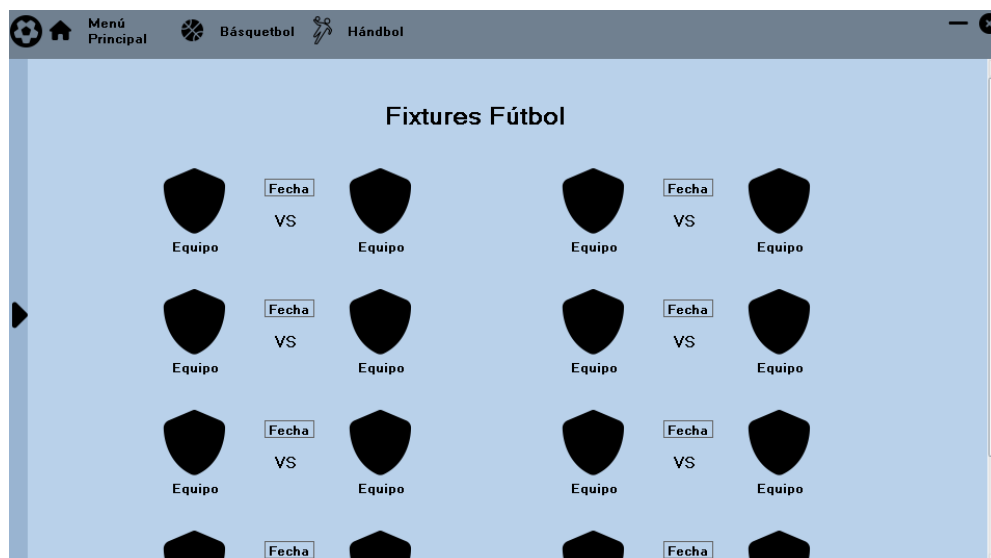 Menú
Principal
Básquetbol
Hándbol
Fixtures Fútbol
Fecha
VS
Equipo
Equipo
Fecha
VS
Equipo
Equipo
Fecha
VS
Equipo
Equipo
Fecha
VS
Equipo
Equipo
Fecha
VS
Equipo
Equipo
Fecha
VS
Equipo
Equipo
Fecha
Fecha